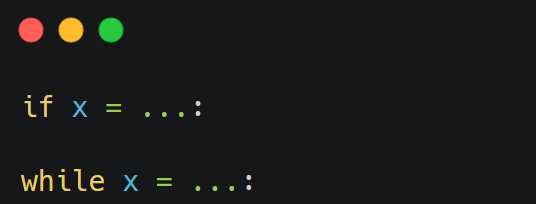 if x = ...:
while x = ...: